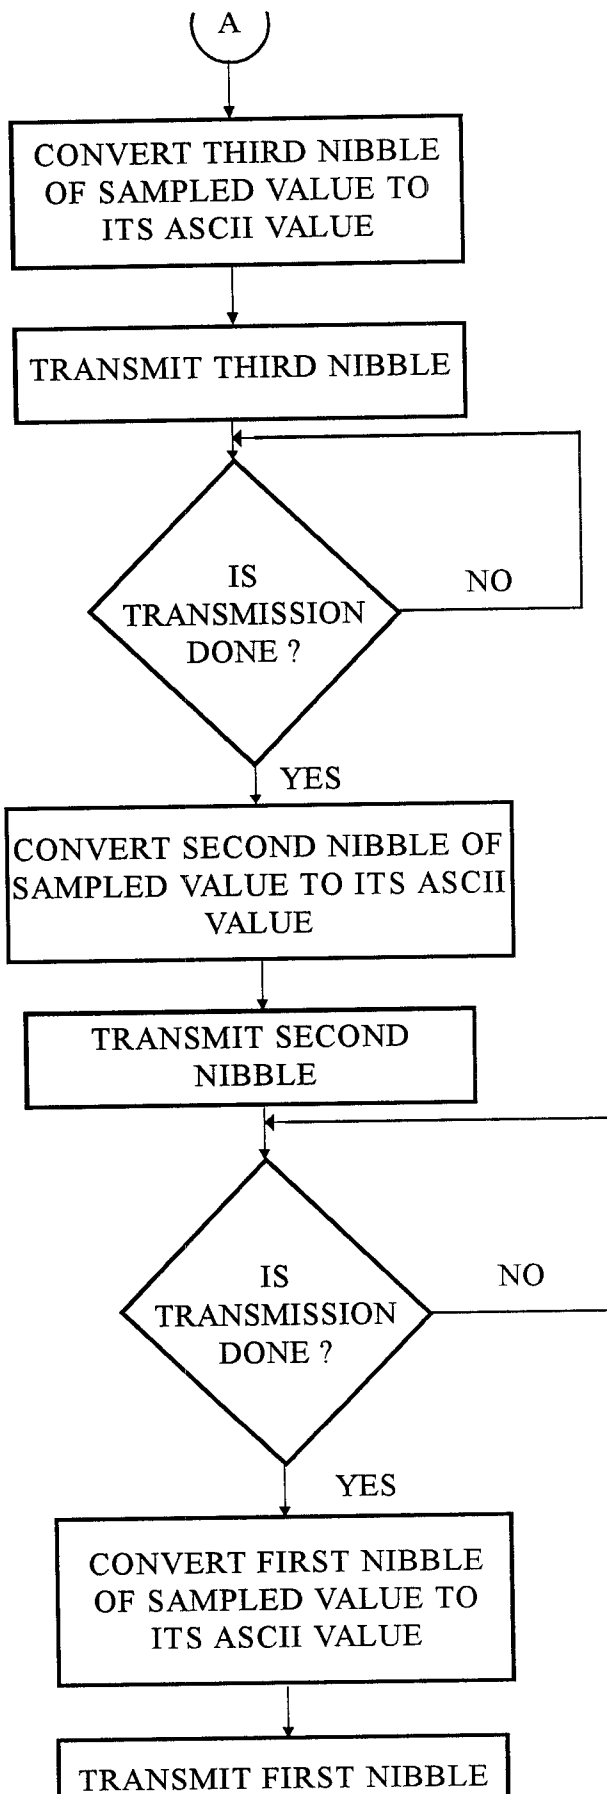 A
CONVERT THIRD NIBBLE
OF SAMPLED VALUE TO
ITS ASCII VALUE
TRANSMIT THIRD NIBBLE
IS
TRANSMISSION
DONE ?
NO
YES
CONVERT SECOND NIBBLE OF
SAMPLED VALUE TO ITS ASCII
VALUE
TRANSMIT SECOND
NIBBLE
IS
TRANSMISSION
DONE ?
NO
YES
CONVERT FIRST NIBBLE
OF SAMPLED VALUE TO
ITS ASCII VALUE
TRANSMIT FIRST NIBBLE